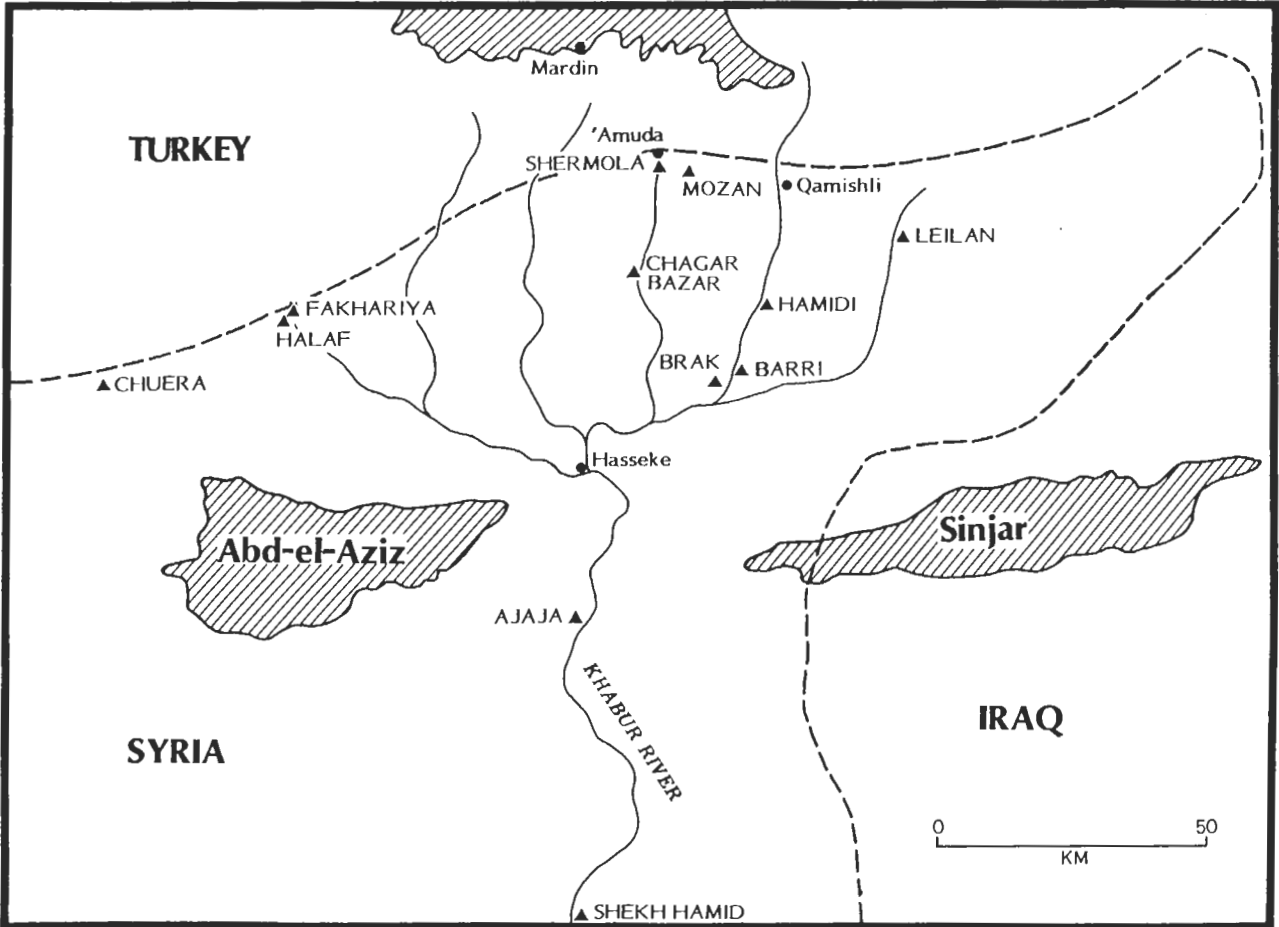 Mardin
TURKEY
'Amuda
SHERMOLA
MOZAN
Qamishli
LEILAN
CHAGAR
BAZAR
FAKHARIYA
HAMIDI
HALAF
BRAK
BARRI
CHUERA
Hasseke
Sinjar
Abd-el-Aziz
AJAJA
KHABUR RIVER
IRAQ
SYRIA
0 50
KM
SHEKH HAMID